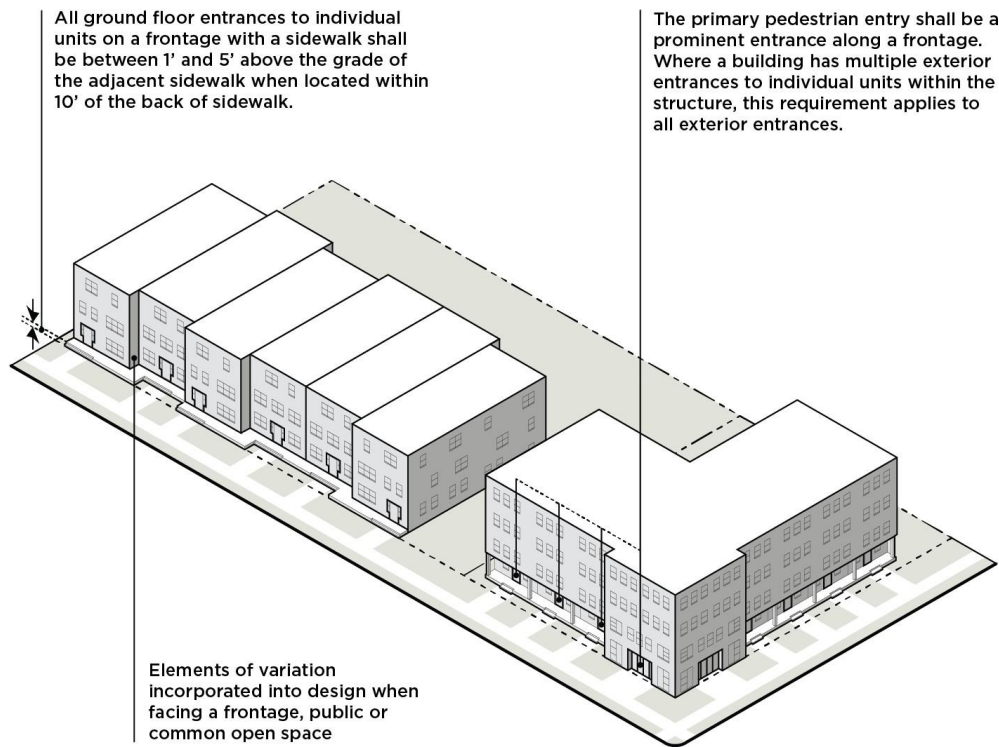 All ground floor entrances to individual
units on a frontage with a sidewalk shall
be between 1’ and 5’ above the grade of
the adjacent sidewalk when located within
10’ of the back of sidewalk.
The primary pedestrian entry shall be a
prominent entrance along a frontage.
Where a building has multiple exterior
entrances to individual units within the
structure, this requirement applies to
all exterior entrances.
Elements of variation
incorporated into design when
facing a frontage, public or
common open space